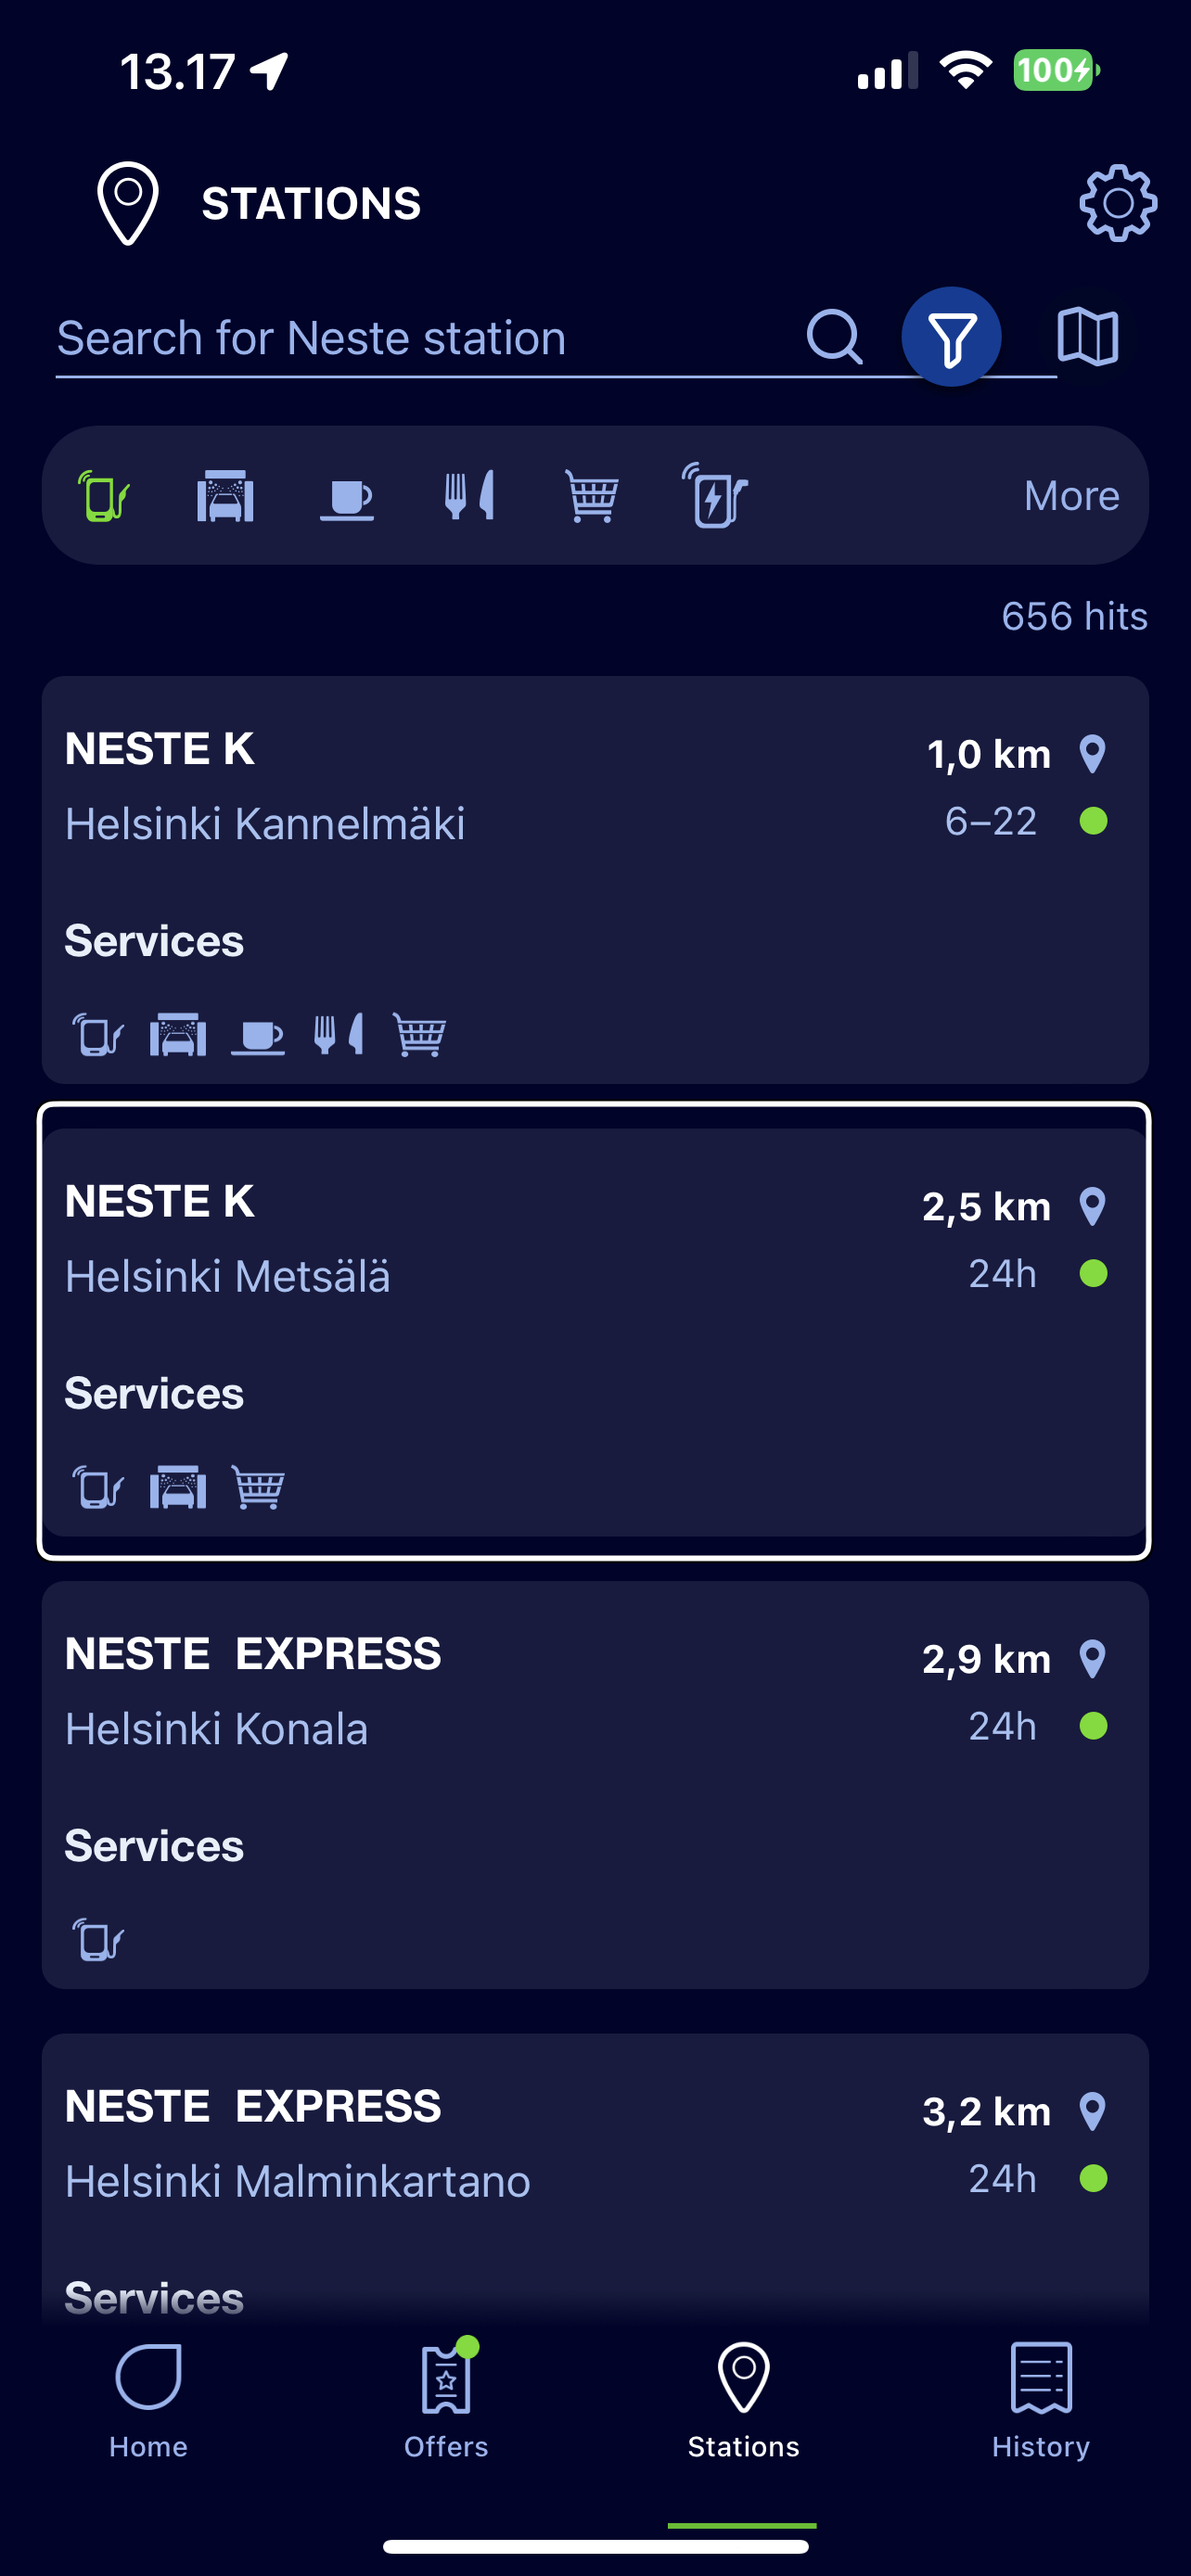 13.17
100
STATIONS
Search for Neste station
More
656 hits
NESTE K
1,0 km
Helsinki Kannelmäki
6–22
Services
NESTE K
2,5 km
Helsinki Metsälä
24h
Services
NESTE  EXPRESS
2,9 km
Helsinki Konala
24h
Services
NESTE  EXPRESS
3,2 km
Helsinki Malminkartano
24h
Services
Home
Offers
Stations
History